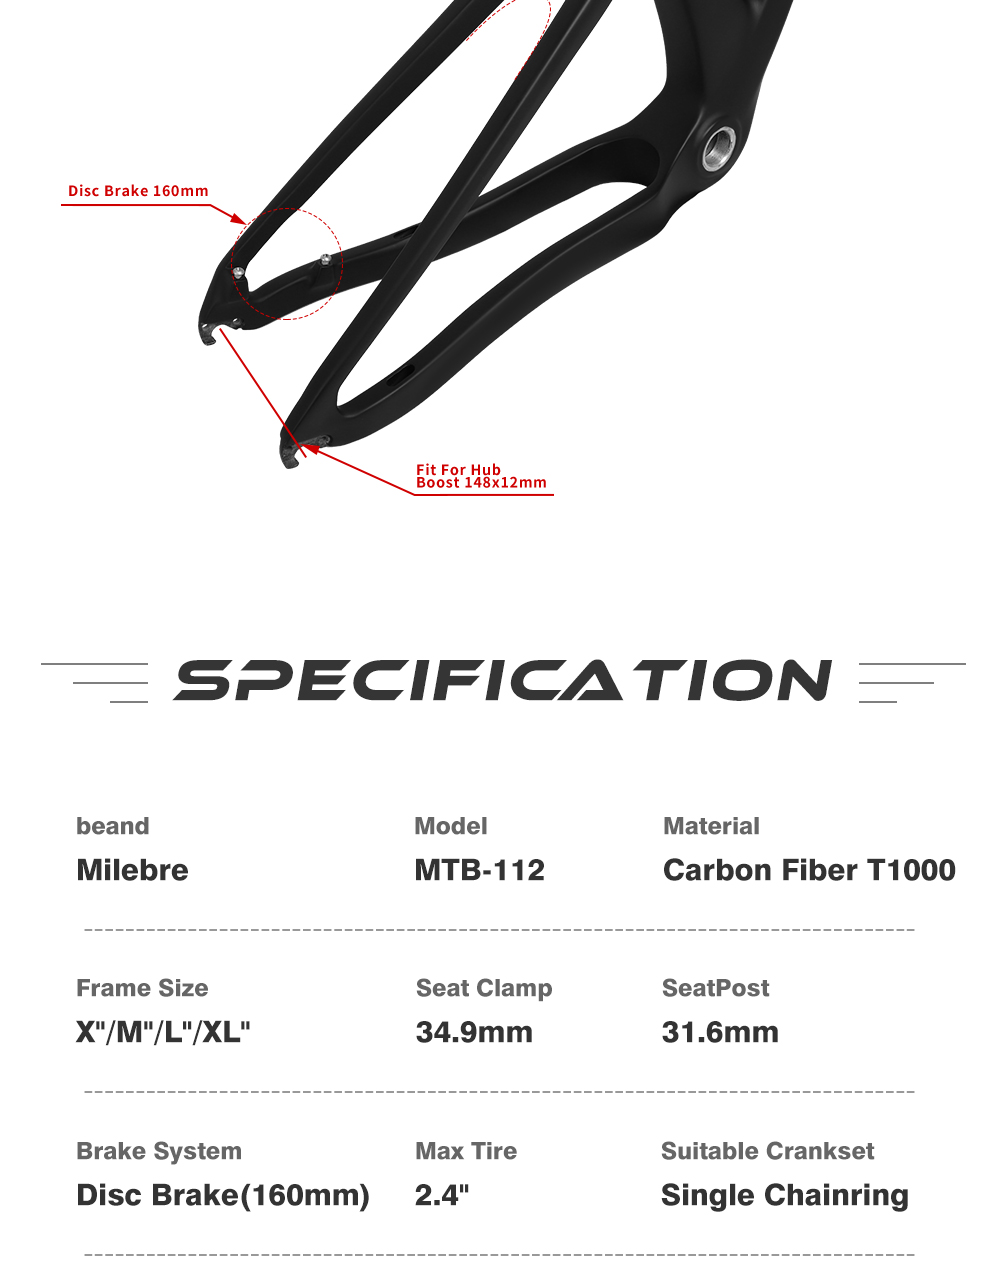 Disc Brake 160mm
Fit For Hub
Boost 148x12mm
SPECIFICATION
beand Model Material
Milebre MTB-112 Carbon Fiber T1000
Frame Size Seat Clamp SeatPost
X"/M"/L"/XL" 34.9mm 31.6mm
Brake System Max Tire Suitable Crankset
Disc Brake(160mm) 2.4" Single Chainring